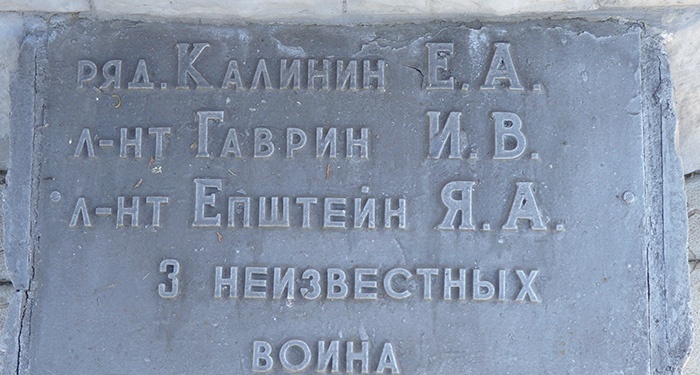 ряд. Калинин Е.А.
л-нт Гаврин И.В.
л-нт Епштейн Я.А.
3 неизвестных
воина